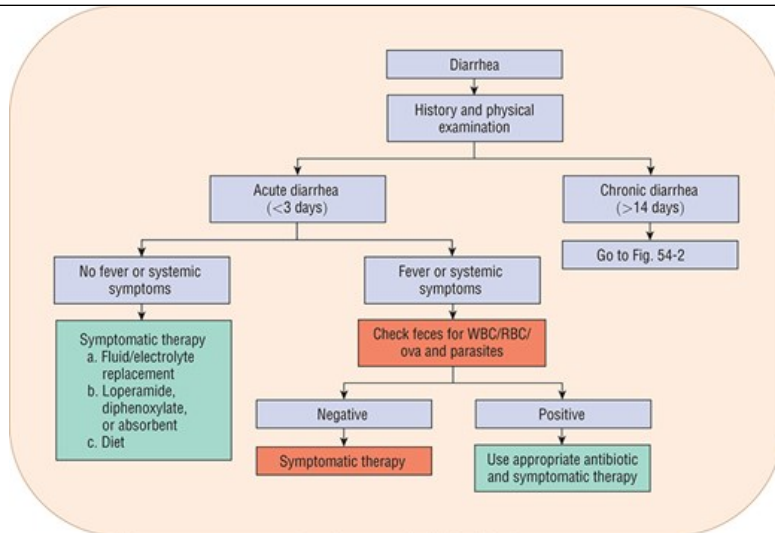 Diarrhea
History and physical
examination
Acute diarrhea
(<3 days)
Chronic diarrhea
(>14 days)
Go to Fig. 54-2
No fever or systemic
symptoms
Fever or systemic
symptoms
Symptomatic therapy
a. Fluid/electrolyte
replacement
b. Loperamide,
diphenoxylate,
or absorbent
c. Diet
Check feces for WBC/RBC/
ova and parasites
Negative
Positive
Symptomatic therapy
Use appropriate antibiotic
and symptomatic therapy